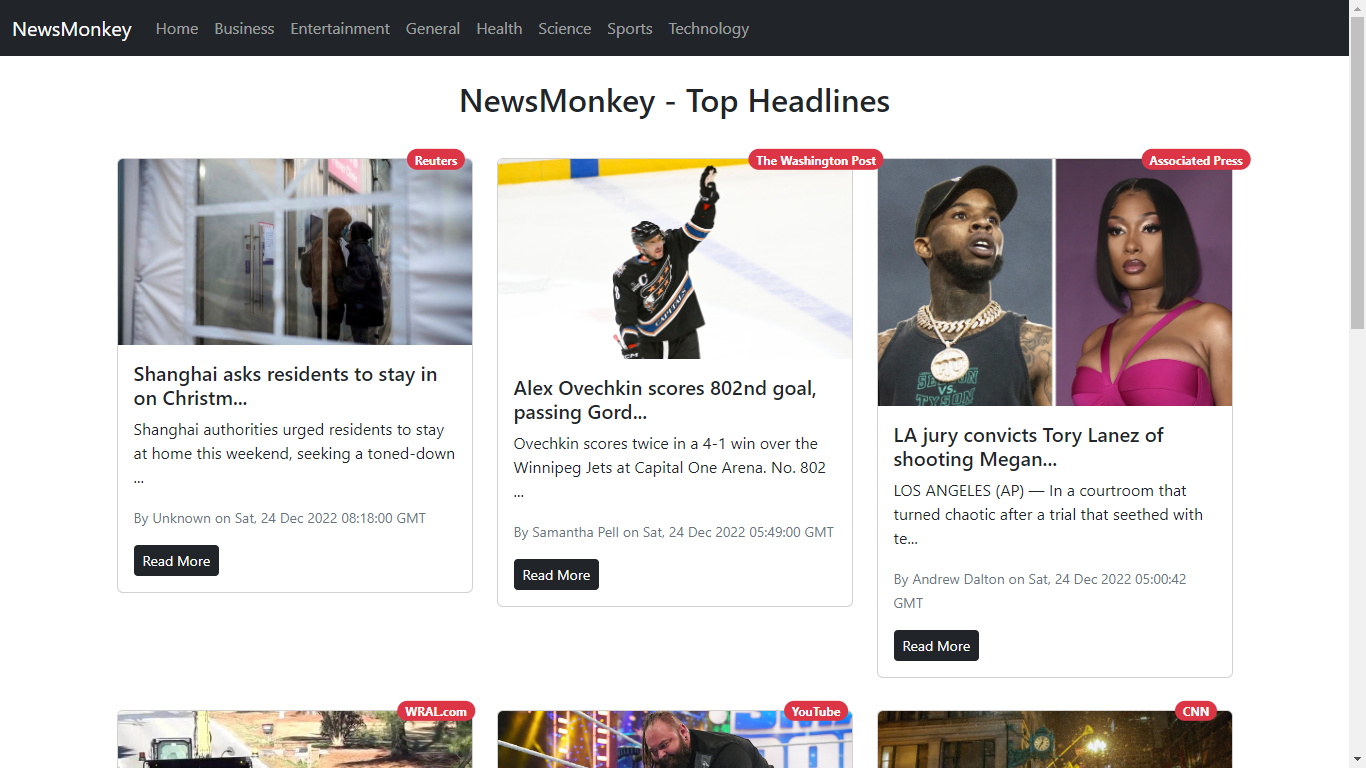 NewsMonkey Home Business Entertainment General Health Science Sports Technology
NewsMonkey - Top Headlines
Reuters
Shanghai asks residents to stay in
on Christm...
Shanghai authorities urged residents to stay
at home this weekend, seeking a toned-down
...
By Unknown on Sat, 24 Dec 2022 08:18:00 GMT
Read More
The Washington Post
CAPITALS
Alex Ovechkin scores 802nd goal,
passing Gord...
Ovechkin scores twice in a 4-1 win over the
Winnipeg Jets at Capital One Arena. No. 802
...
By Samantha Pell on Sat, 24 Dec 2022 05:49:00 GMT
Read More
Associated Press
VS.
TYSON
LA jury convicts Tory Lanez of
shooting Megan...
LOS ANGELES (AP) — In a courtroom that
turned chaotic after a trial that seethed with
te...
By Andrew Dalton on Sat, 24 Dec 2022 05:00:42
GMT
Read More
WRAL.com
YouTube
CNN